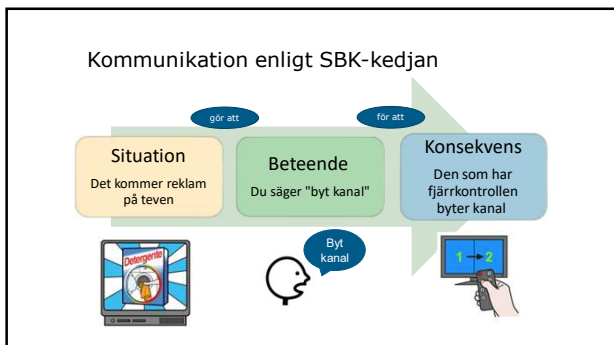 Kommunikation enligt SBK-kedjan
gör att
för att
Situation
Det kommer reklam
på teven
Beteende
Du säger "byt kanal"
Konsekvens
Den som har
fjärrkontrollen
byter kanal
Detergente
Byt
kanal
1 → 2